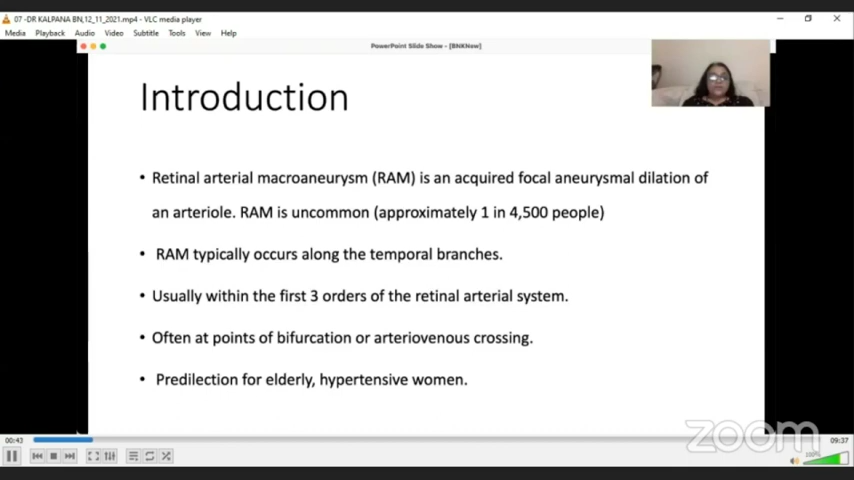 07 -DR KALPANA BN,12_11_2021.mp4 - VLC media player
Media Playback Audio Video Subtitle Tools View Help
PowerPoint Slide Show - [BNKNew]
Introduction
• Retinal arterial macroaneurysm (RAM) is an acquired focal aneurysmal dilation of
an arteriole. RAM is uncommon (approximately 1 in 4,500 people)
• RAM typically occurs along the temporal branches.
• Usually within the first 3 orders of the retinal arterial system.
• Often at points of bifurcation or arteriovenous crossing.
• Predilection for elderly, hypertensive women.
zoom
00:43 09:37
100%